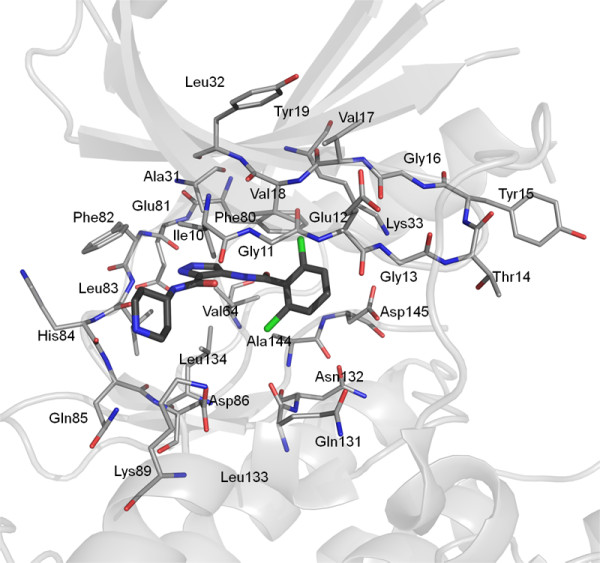 Leu32
Tyr19
Val17
Gly16
Ala31
Val18
Tyr15
Glu81
Phe82
Phe80
Glu12
Lys33
Ile10
Gly11
Gly13
Thr14
Leu83
Val64
Asp145
His84
Ala144
Leu134
Asn132
Asp86
Gln85
Gln131
Lys89
Leu133